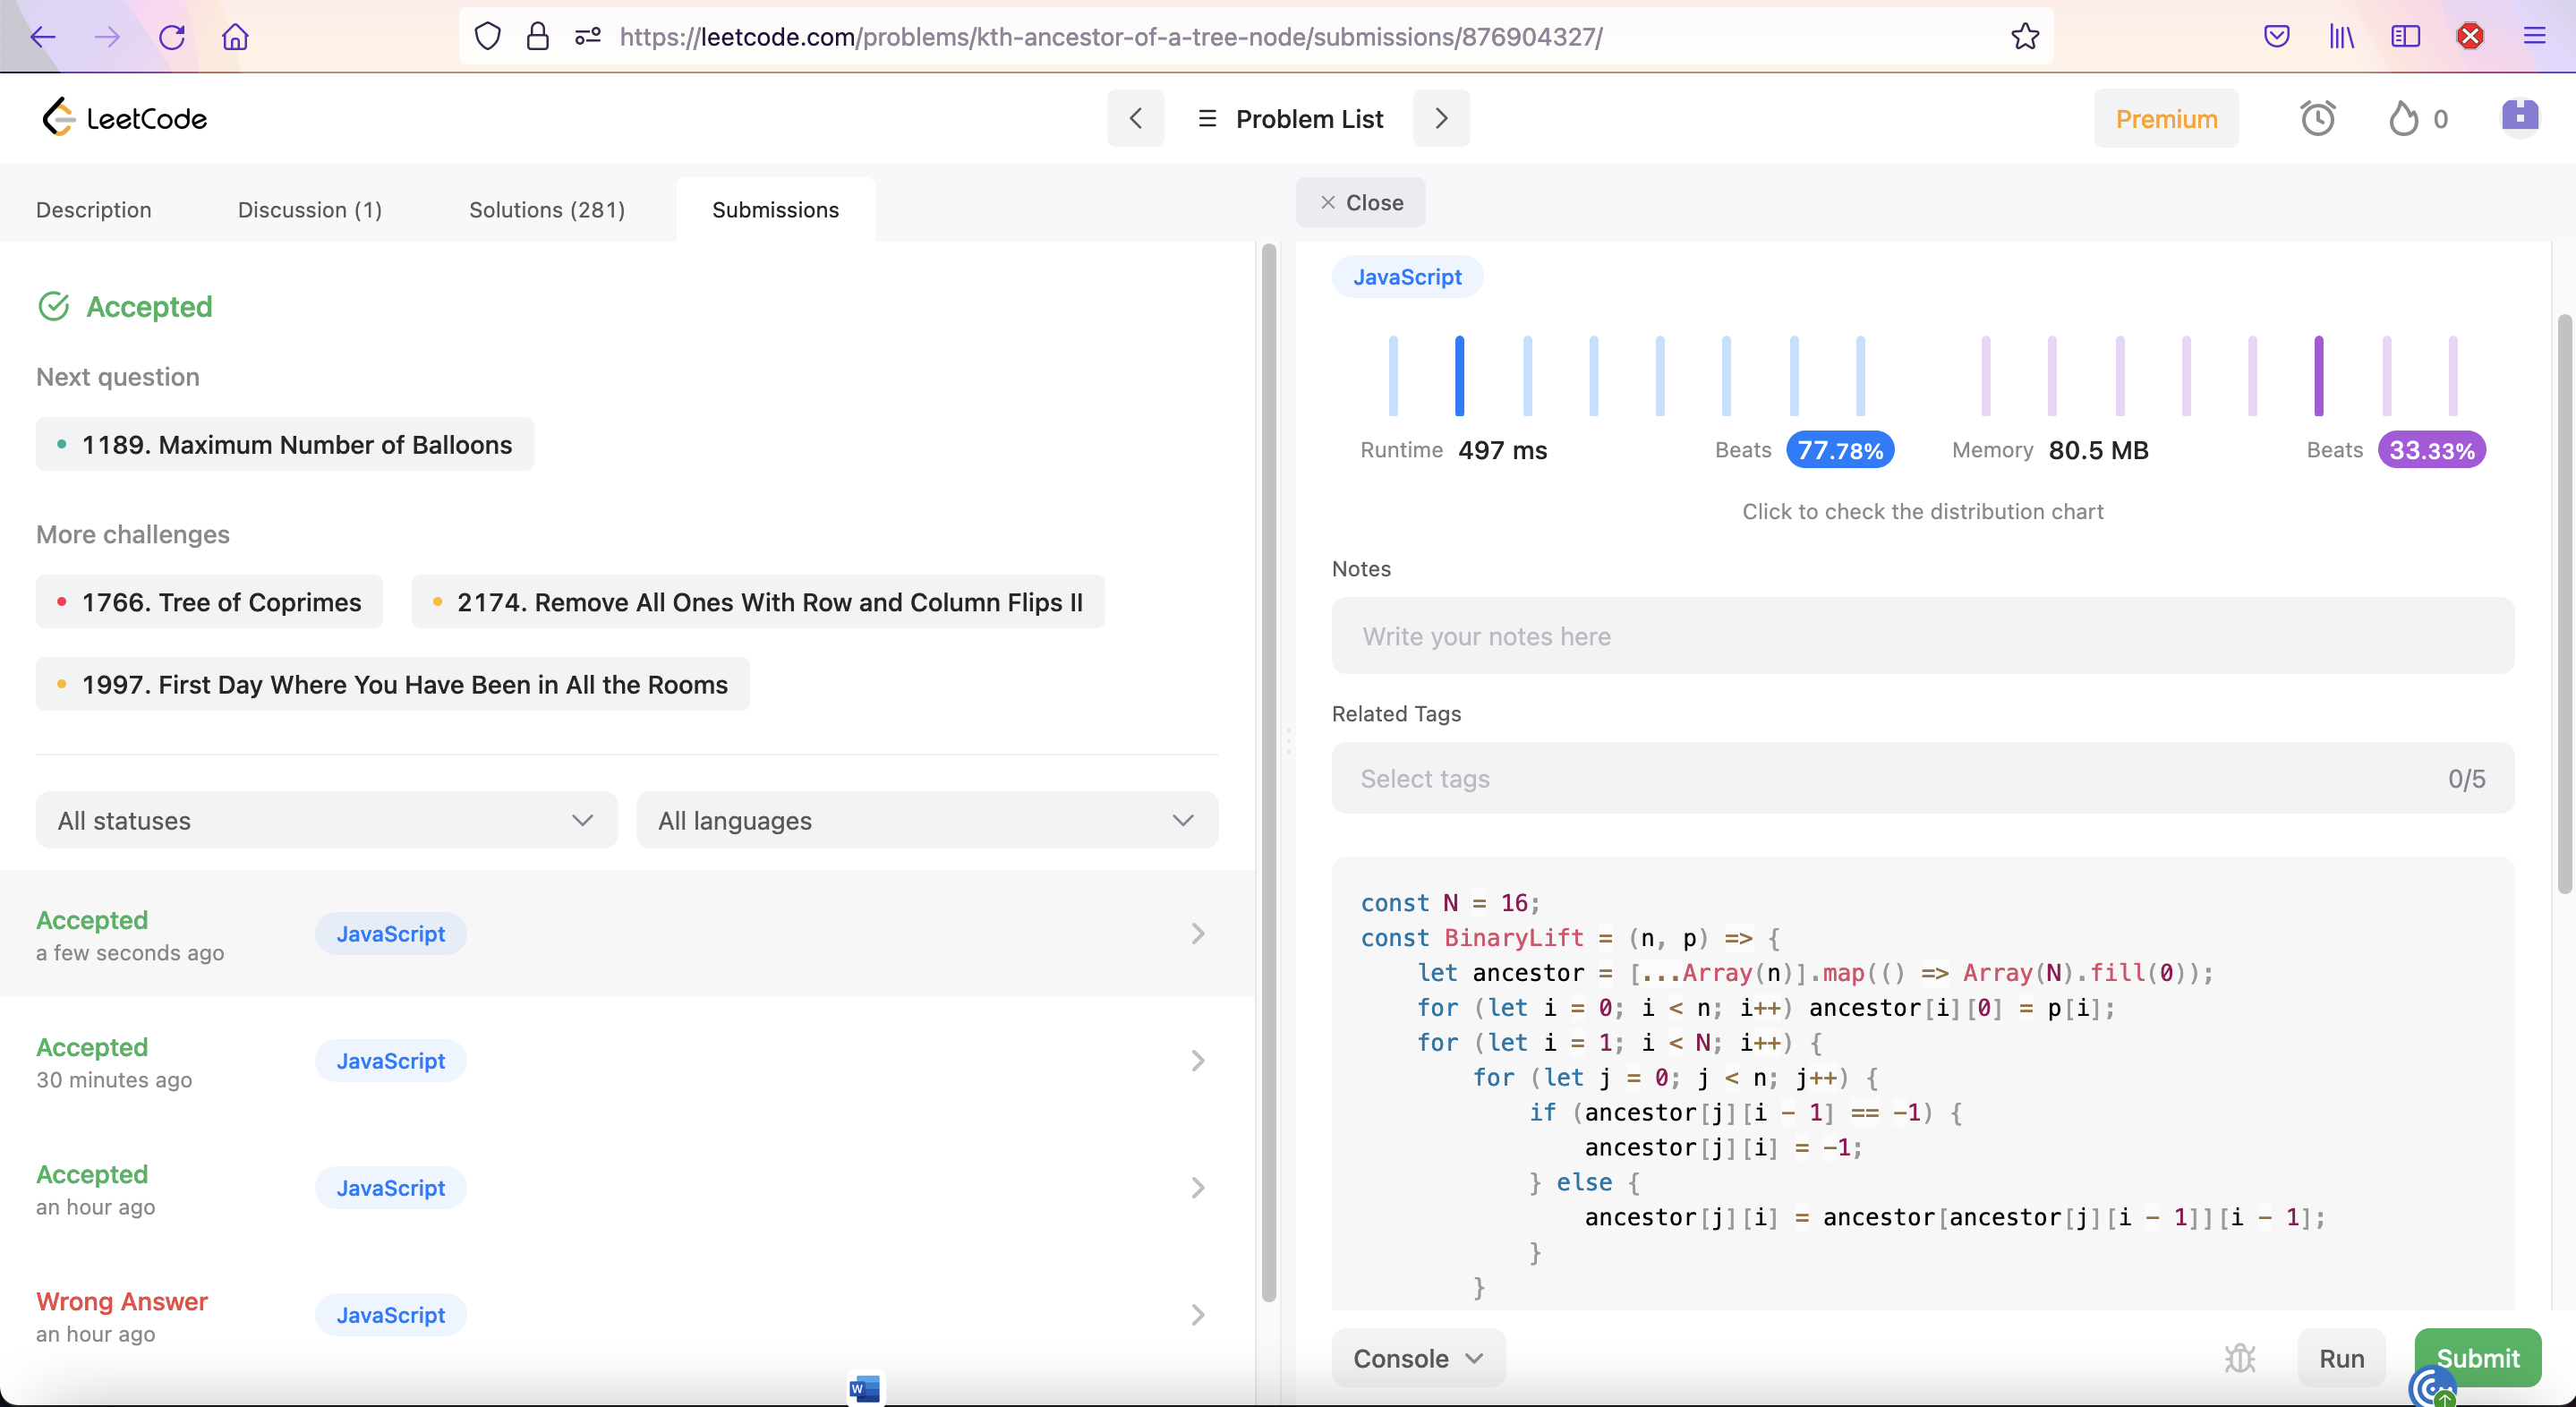 https://leetcode.com/problems/kth-ancestor-of-a-tree-node/submissions/876904327/
LeetCode
Problem List
Premium
0
Description
Discussion (1)
Solutions (281)
Submissions
Close
Accepted
Next question
1189. Maximum Number of Balloons
More challenges
1766. Tree of Coprimes
2174. Remove All Ones With Row and Column Flips II
1997. First Day Where You Have Been in All the Rooms
All statuses
All languages
Accepted
a few seconds ago
JavaScript
Accepted
30 minutes ago
JavaScript
Accepted
an hour ago
JavaScript
Wrong Answer
an hour ago
JavaScript
JavaScript
Runtime 497 ms
Beats 77.78%
Memory 80.5 MB
Beats 33.33%
Click to check the distribution chart
Notes
Write your notes here
Related Tags
Select tags
0/5
const N = 16;
const BinaryLift = (n, p) => {
    let ancestor = [...Array(n)].map(() => Array(N).fill(0));
    for (let i = 0; i < n; i++) ancestor[i][0] = p[i];
    for (let i = 1; i < N; i++) {
        for (let j = 0; j < n; j++) {
            if (ancestor[j][i - 1] == -1) {
                ancestor[j][i] = -1;
            } else {
                ancestor[j][i] = ancestor[ancestor[j][i - 1]][i - 1];
            }
        }
Console
Run
Submit
W